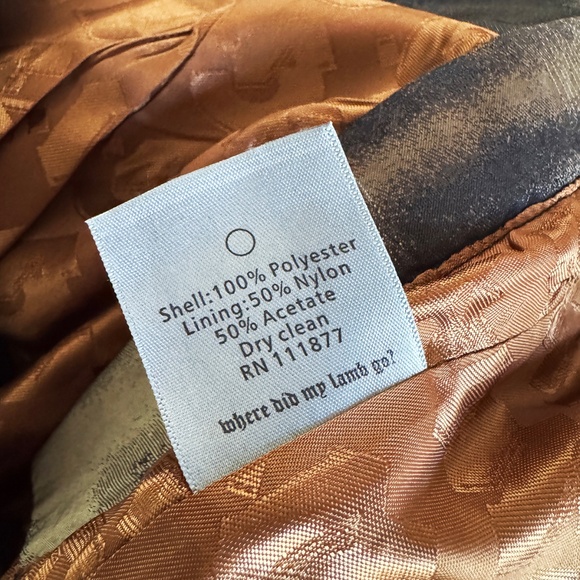 Shell:100% Polyester
Lining:50% Nylon
50% Acetate
Dry clean
RN 111877
where did my lamb go?